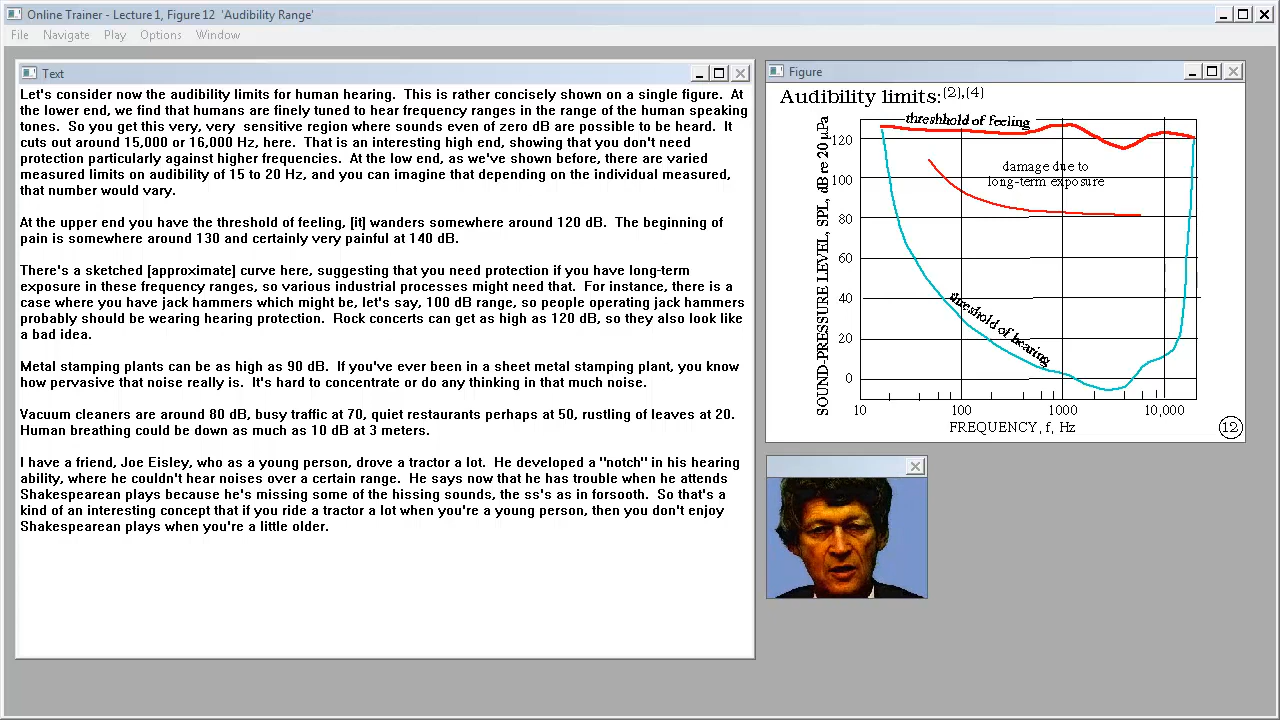 Online Trainer - Lecture 1, Figure 12 'Audibility Range'
File Navigate Play Options Window
Text
Let's consider now the audibility limits for human hearing. This is rather concisely shown on a single figure. At
the lower end, we find that humans are finely tuned to hear frequency ranges in the range of the human speaking
tones. So you get this very, very sensitive region where sounds even of zero dB are possible to be heard. It
cuts out around 15,000 or 16,000 Hz, here. That is an interesting high end, showing that you don't need
protection particularly against higher frequencies. At the low end, as we've shown before, there are varied
measured limits on audibility of 15 to 20 Hz, and you can imagine that depending on the individual measured,
that number would vary.
At the upper end you have the threshold of feeling, [it] wanders somewhere around 120 dB. The beginning of
pain is somewhere around 130 and certainly very painful at 140 dB.
There's a sketched [approximate] curve here, suggesting that you need protection if you have long-term
exposure in these frequency ranges, so various industrial processes might need that. For instance, there is a
case where you have jack hammers which might be, let's say, 100 dB range, so people operating jack hammers
probably should be wearing hearing protection. Rock concerts can get as high as 120 dB, so they also look like
a bad idea.
Metal stamping plants can be as high as 90 dB. If you've ever been in a sheet metal stamping plant, you know
how pervasive that noise really is. It's hard to concentrate or do any thinking in that much noise.
Vacuum cleaners are around 80 dB, busy traffic at 70, quiet restaurants perhaps at 50, rustling of leaves at 20.
Human breathing could be down as much as 10 dB at 3 meters.
I have a friend, Joe Eisley, who as a young person, drove a tractor a lot. He developed a "notch" in his hearing
ability, where he couldn't hear noises over a certain range. He says now that he has trouble when he attends
Shakespearean plays because he's missing some of the hissing sounds, the ss's as in forsooth. So that's a
kind of an interesting concept that if you ride a tractor a lot when you're a young person, then you don't enjoy
Shakespearean plays when you're a little older.
Figure
Audibility limits:(2),(4)
SOUND-PRESSURE LEVEL, SPL, dB re 20 µPa
120
100
80
60
40
20
0
threshhold of feeling
damage due to
long-term exposure
threshold of hearing
10 100 1000 10,000
FREQUENCY, f, Hz
12